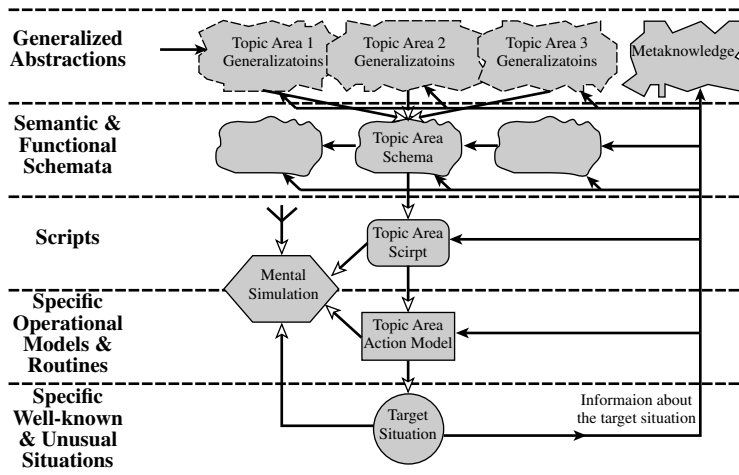 Generalized
Abstractions
Topic Area 1
Generalizatoins
Topic Area 2
Generalizatoins
Topic Area 3
Generalizatoins
Metaknowledge
Semantic &
Functional
Schemata
Topic Area
Schema
Scripts
Topic Area
Scirpt
Mental
Simulation
Specific
Operational
Models &
Routines
Topic Area
Action Model
Specific
Well-known
& Unusual
Situations
Target
Situation
Informaion about
the target situation